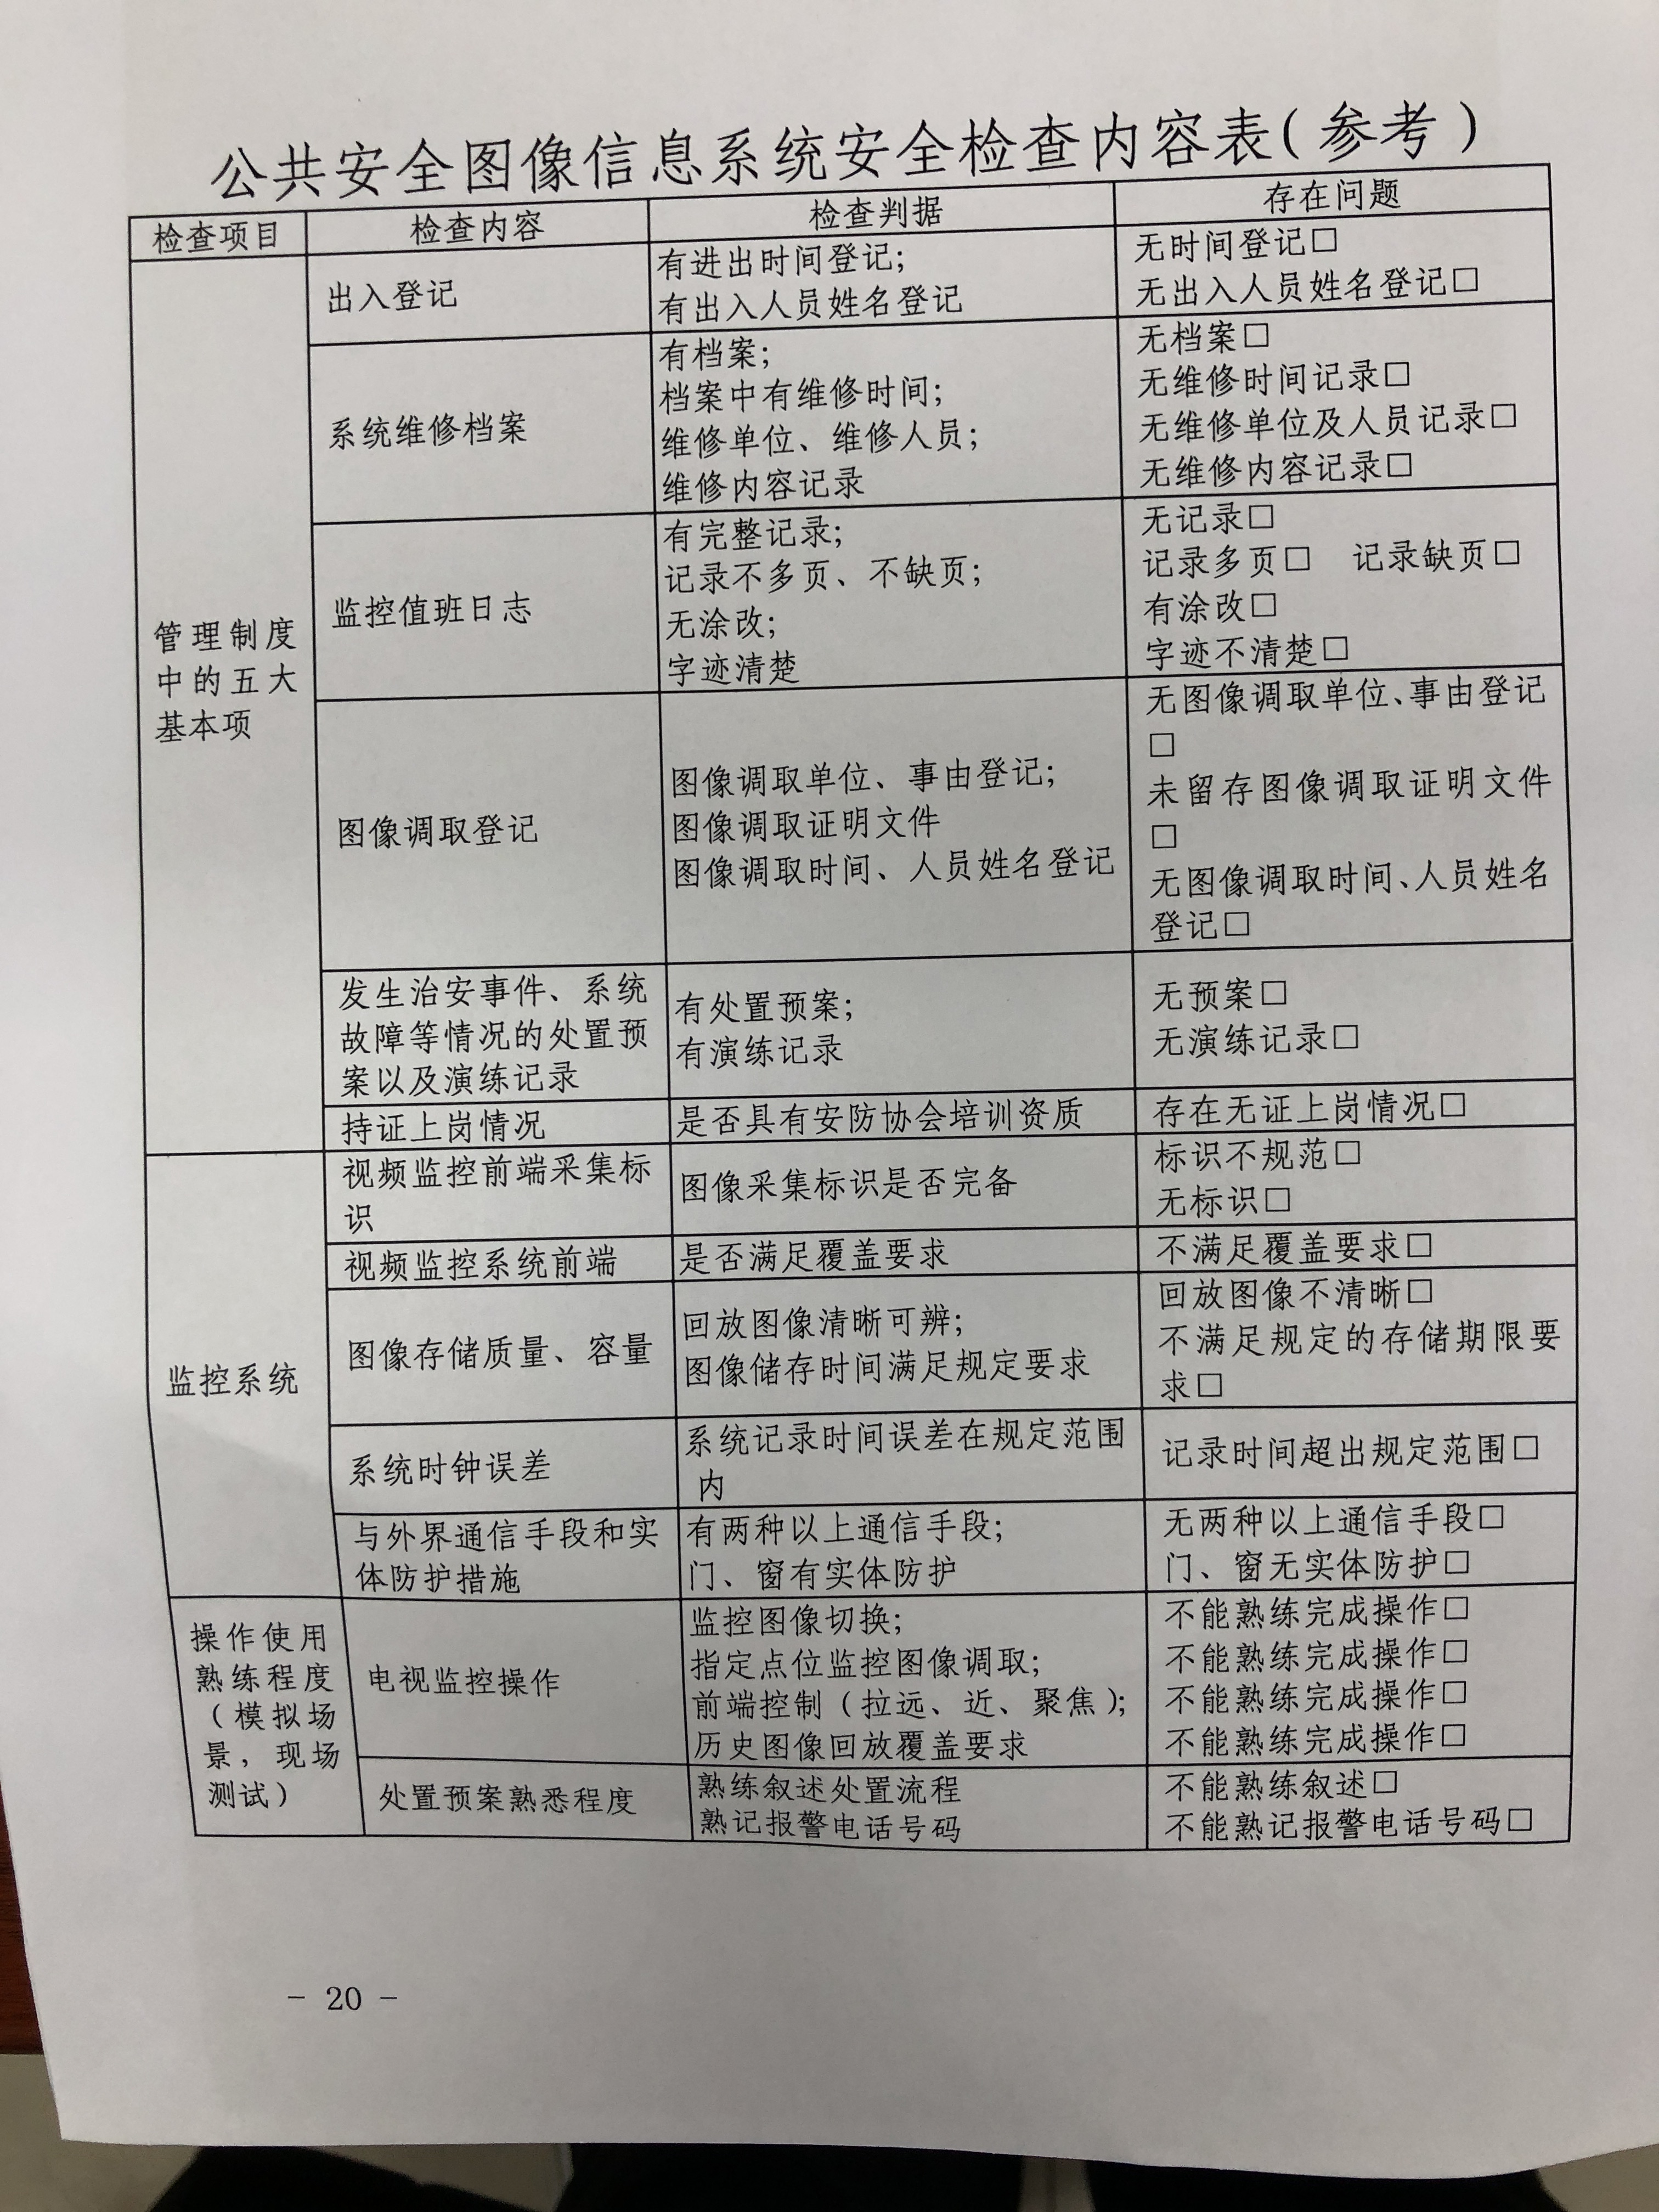 公共安全图像信息系统安全检查内容表(参考)
检查项目 检查内容 检查判据 存在问题
管理制度
中的五大
基本项
出入登记
有进出时间登记;
有出入人员姓名登记
无时间登记□
无出入人员姓名登记□
系统维修档案
有档案;
档案中有维修时间;
维修单位、维修人员;
维修内容记录
无档案□
无维修时间记录□
无维修单位及人员记录□
无维修内容记录□
监控值班日志
有完整记录;
记录不多页、不缺页;
无涂改;
字迹清楚
无记录□
记录多页□ 记录缺页□
有涂改□
字迹不清楚□
图像调取登记
图像调取单位、事由登记;
图像调取证明文件
图像调取时间、人员姓名登记
无图像调取单位、事由登记
□
未留存图像调取证明文件
□
无图像调取时间、人员姓名
登记□
发生治安事件、系统
故障等情况的处置预
案以及演练记录
有处置预案;
有演练记录
无预案□
无演练记录□
持证上岗情况
是否具有安防协会培训资质
存在无证上岗情况□
监控系统
视频监控前端采集标
识
图像采集标识是否完备
标识不规范□
无标识□
视频监控系统前端
是否满足覆盖要求
不满足覆盖要求□
图像存储质量、容量
回放图像清晰可辨;
图像储存时间满足规定要求
回放图像不清晰□
不满足规定的存储期限要
求□
系统时钟误差
系统记录时间误差在规定范围
内
记录时间超出规定范围□
与外界通信手段和实
体防护措施
有两种以上通信手段;
门、窗有实体防护
无两种以上通信手段□
门、窗无实体防护□
操作使用
熟练程度
(模拟场
景,现场
测试)
电视监控操作
监控图像切换;
指定点位监控图像调取;
前端控制(拉远、近、聚焦);
历史图像回放覆盖要求
不能熟练完成操作□
不能熟练完成操作□
不能熟练完成操作□
不能熟练完成操作□
处置预案熟悉程度
熟练叙述处置流程
熟记报警电话号码
不能熟练叙述□
不能熟记报警电话号码□
- 20 -